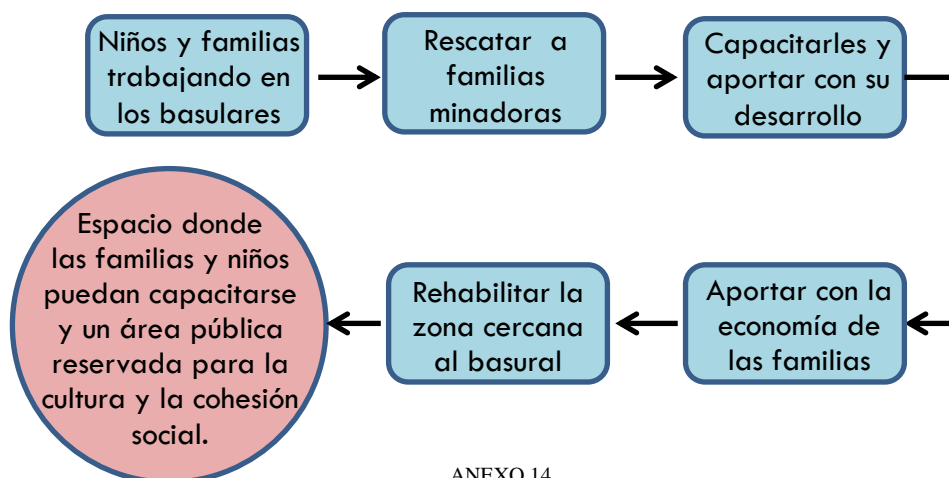 Niños y familias
trabajando en
los basulares
Rescatar a
familias
minadoras
Capacitarles y
aportar con su
desarrollo
Aportar con la
economía de
las familias
Rehabilitar la
zona cercana
al basural
Espacio donde
las familias y niños
puedan capacitarse
y un área pública
reservada para la
cultura y la cohesión
social.
ANEXO 14